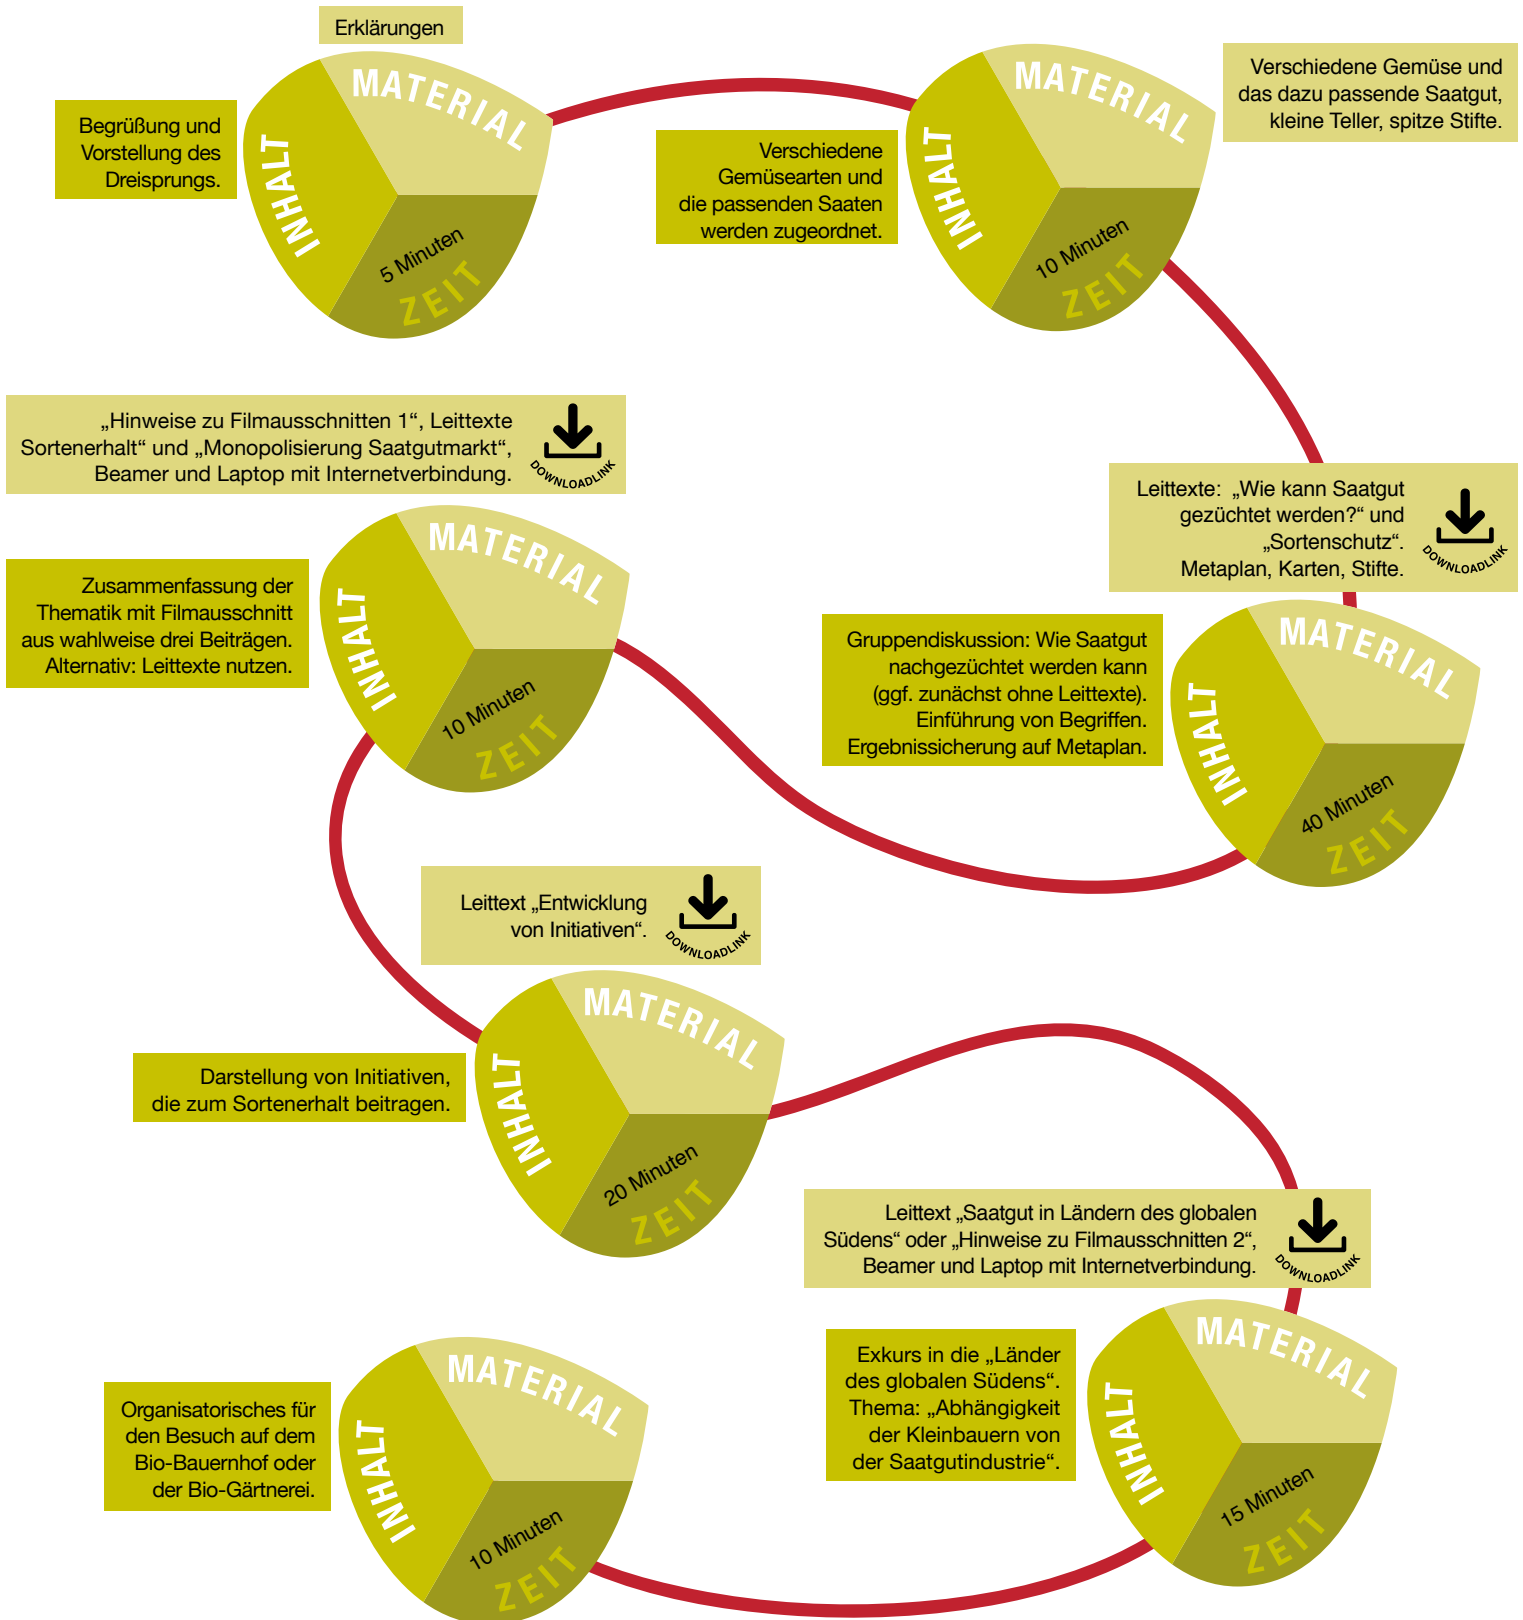 Erklärungen
MATERIAL
Begrüßung und
Vorstellung des
Dreisprungs.
INHALT
5 Minuten
ZEIT
Verschiedene Gemüse und
das dazu passende Saatgut,
kleine Teller, spitze Stifte.
MATERIAL
Verschiedene
Gemüsearten und
die passenden Saaten
werden zugeordnet.
INHALT
10 Minuten
ZEIT
Leittexte: „Wie kann Saatgut
gezüchtet werden?“ und
„Sortenschutz“.
Metaplan, Karten, Stifte.
DOWNLOADLINK
MATERIAL
Gruppendiskussion: Wie Saatgut
nachgezüchtet werden kann
(ggf. zunächst ohne Leittexte).
Einführung von Begriffen.
Ergebnissicherung auf Metaplan.
INHALT
40 Minuten
ZEIT
„Hinweise zu Filmausschnitten 1“, Leittexte
Sortenerhalt“ und „Monopolisierung Saatgutmarkt“,
Beamer und Laptop mit Internetverbindung.
DOWNLOADLINK
MATERIAL
Zusammenfassung der
Thematik mit Filmausschnitt
aus wahlweise drei Beiträgen.
Alternativ: Leittexte nutzen.
INHALT
10 Minuten
ZEIT
Leittext „Entwicklung
von Initiativen“.
DOWNLOADLINK
MATERIAL
Darstellung von Initiativen,
die zum Sortenerhalt beitragen.
INHALT
20 Minuten
ZEIT
Leittext „Saatgut in Ländern des globalen
Südens“ oder „Hinweise zu Filmausschnitten 2“,
Beamer und Laptop mit Internetverbindung.
DOWNLOADLINK
MATERIAL
Exkurs in die „Länder
des globalen Südens“.
Thema: „Abhängigkeit
der Kleinbauern von
der Saatgutindustrie“.
INHALT
15 Minuten
ZEIT
MATERIAL
Organisatorisches für
den Besuch auf dem
Bio-Bauernhof oder
der Bio-Gärtnerei.
INHALT
10 Minuten
ZEIT